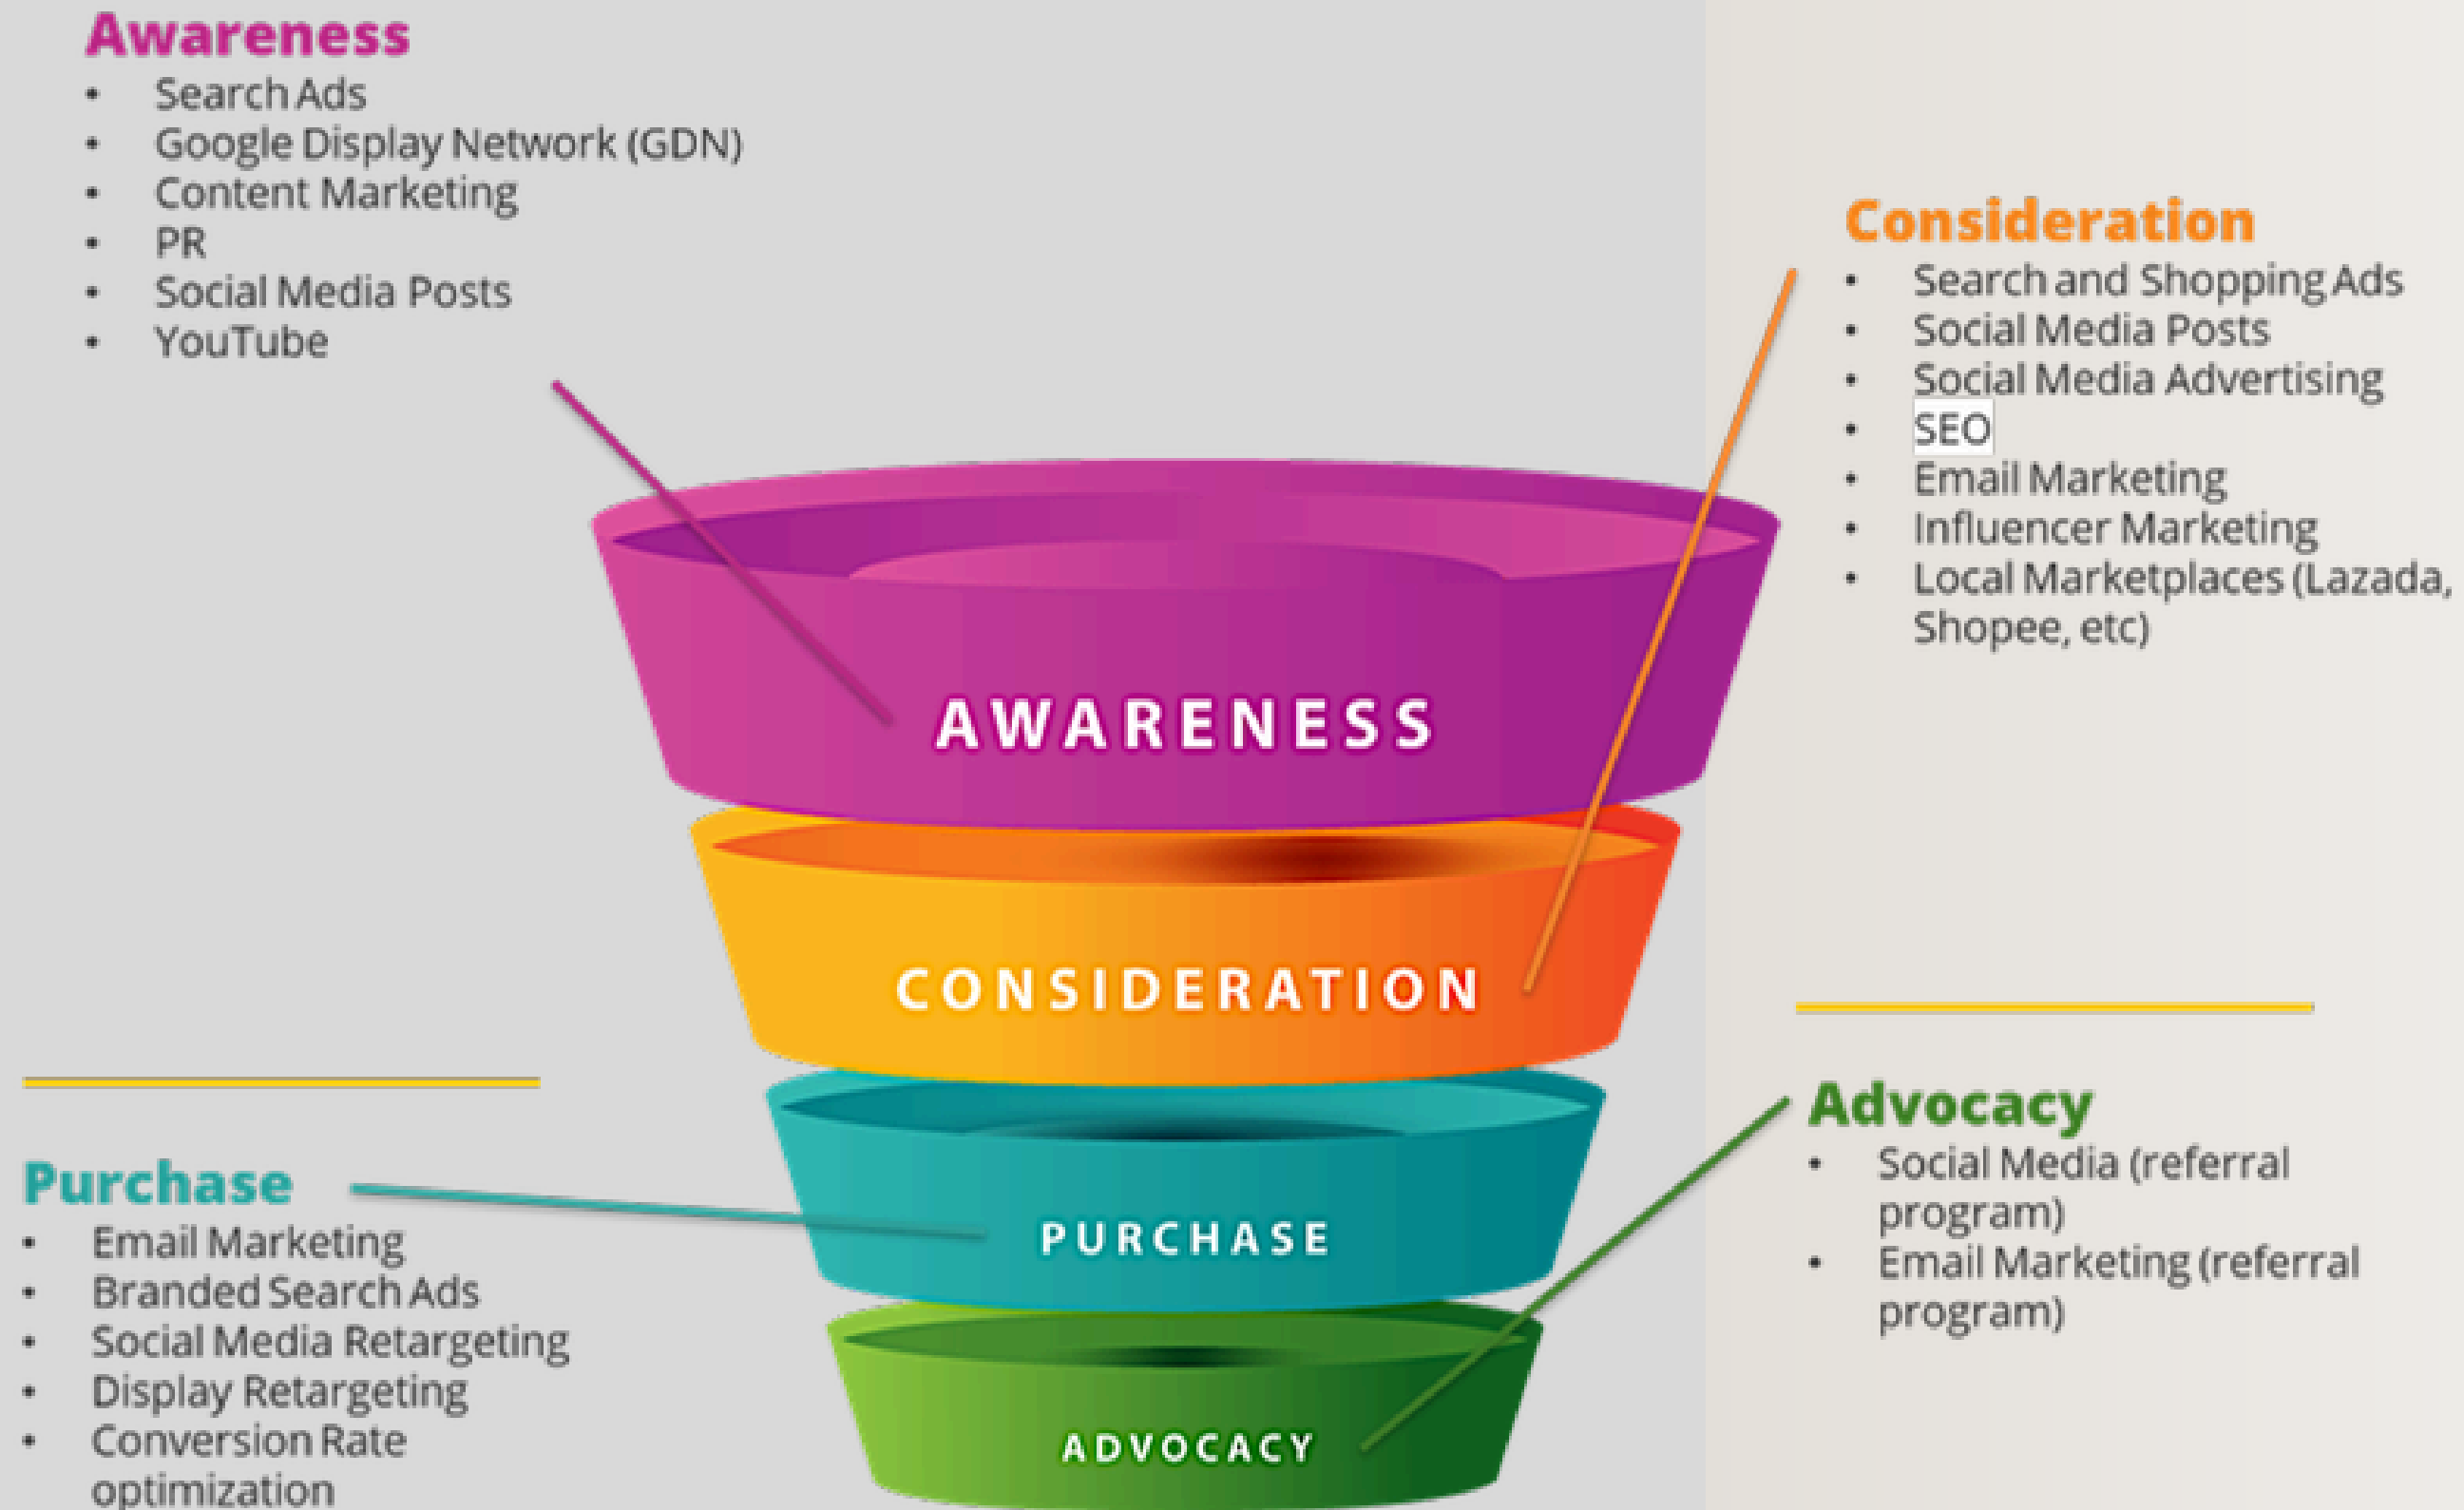 Awareness
• Search Ads
• Google Display Network (GDN)
• Content Marketing
• PR
• Social Media Posts
• YouTube
Consideration
• Search and Shopping Ads
• Social Media Posts
• Social Media Advertising
• SEO
• Email Marketing
• Influencer Marketing
• Local Marketplaces (Lazada,
Shopee, etc)
AWARENESS
CONSIDERATION
PURCHASE
ADVOCACY
Purchase
• Email Marketing
• Branded Search Ads
• Social Media Retargeting
• Display Retargeting
• Conversion Rate
optimization
Advocacy
• Social Media (referral
program)
• Email Marketing (referral
program)